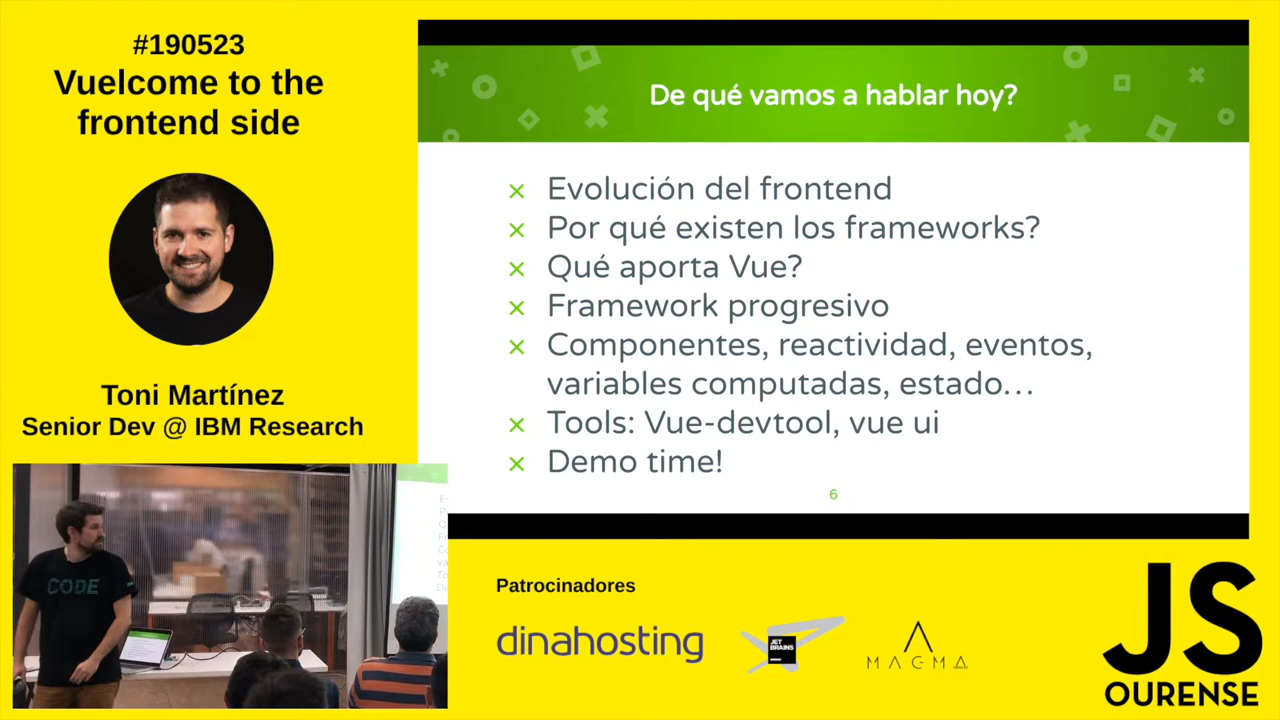 #190523
Vuelcome to the
frontend side
Toni Martínez
Senior Dev @ IBM Research
CODE
De qué vamos a hablar hoy?
Evolución del frontend
Por qué existen los frameworks?
Qué aporta Vue?
Framework progresivo
Componentes, reactividad, eventos,
variables computadas, estado…
Tools: Vue-devtool, vue ui
Demo time!
6
Patrocinadores
dinahosting
JET
BRAINS
MAGMA
JS
OURENSE